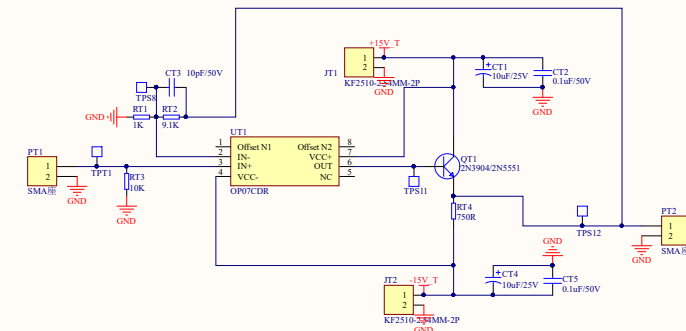 +15V_T
CT3 10pF/50V
JT1
1
2
KF2510-2.54MM-2P
GND
CT1
10uF/25V
CT2
0.1uF/50V
GND
TPS8
GND
RT1
1K
RT2
9.1K
UT1
1 Offset N1 Offset N2 8
2 IN- VCC+ 7
3 IN+ OUT 6
4 VCC- NC 5
OP07CDR
PT1
1
2
SMA座
GND
TPT1
RT3
10K
GND
TPS11
QT1
2N3904/2N5551
RT4
750R
TPS12
PT2
1
2
SMA座
GND
GND
JT2
-15V_T
1
2
KF2510-2.54MM-2P
GND
CT4
10uF/25V
CT5
0.1uF/50V